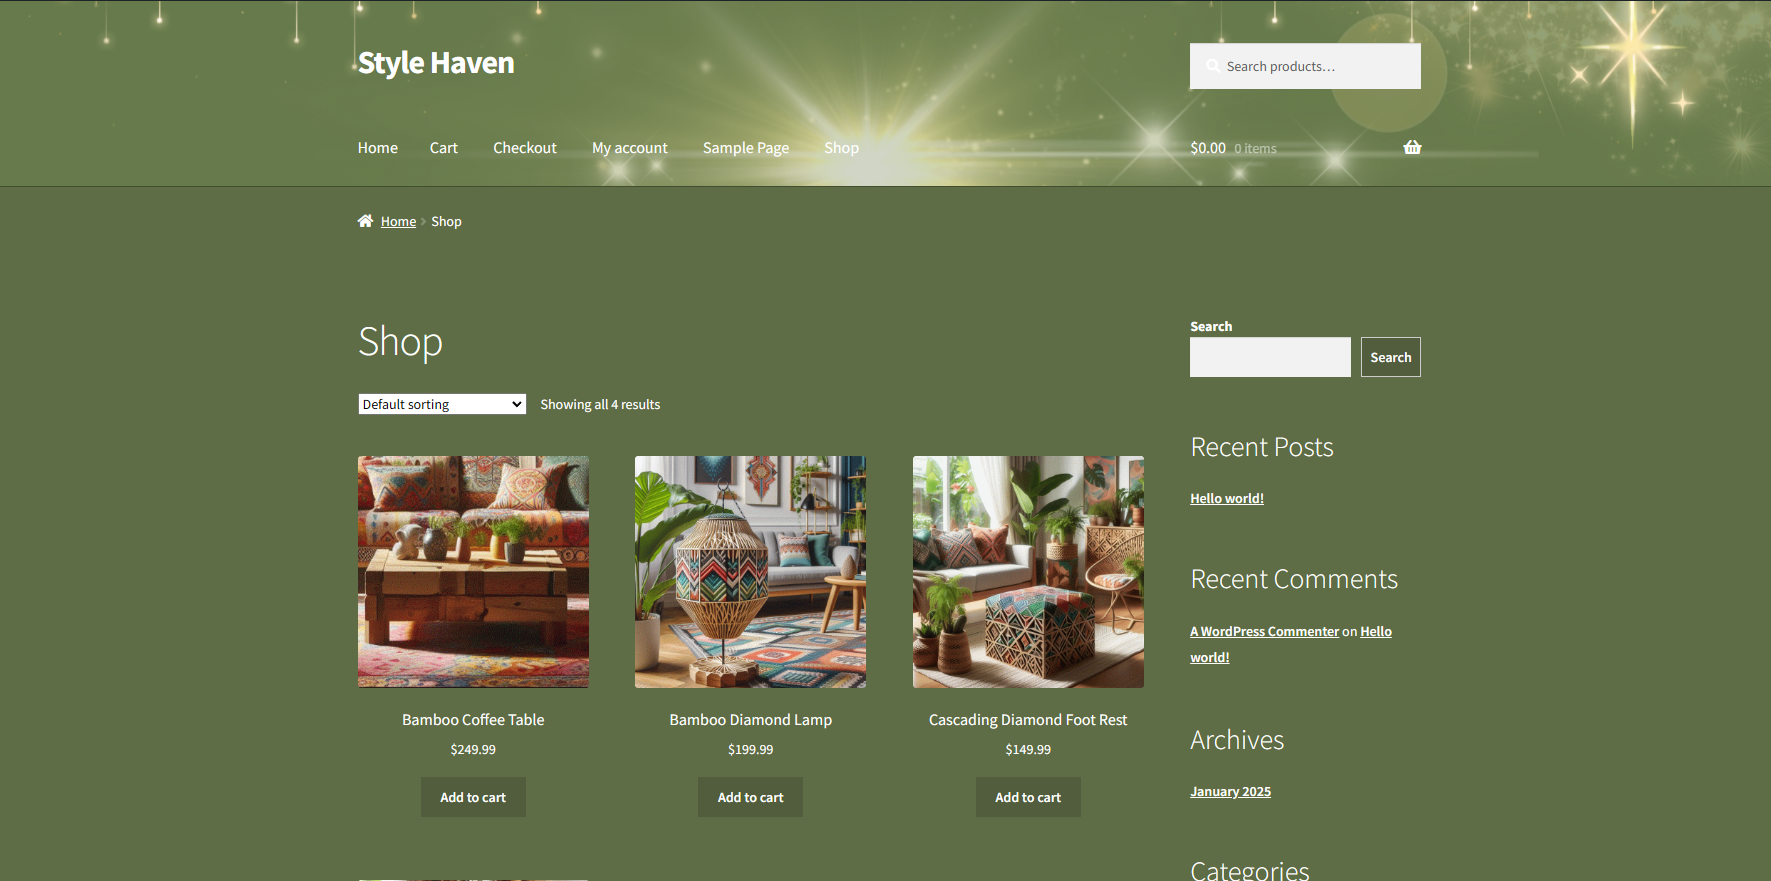 Style Haven
Search products…
Home Cart Checkout My account Sample Page Shop
$0.00 0 items
Home › Shop
Shop
Default sorting
Showing all 4 results
Bamboo Coffee Table
$249.99
Add to cart
Bamboo Diamond Lamp
$199.99
Add to cart
Cascading Diamond Foot Rest
$149.99
Add to cart
Search
Search
Recent Posts
Hello world!
Recent Comments
A WordPress Commenter on Hello
world!
Archives
January 2025
Categories